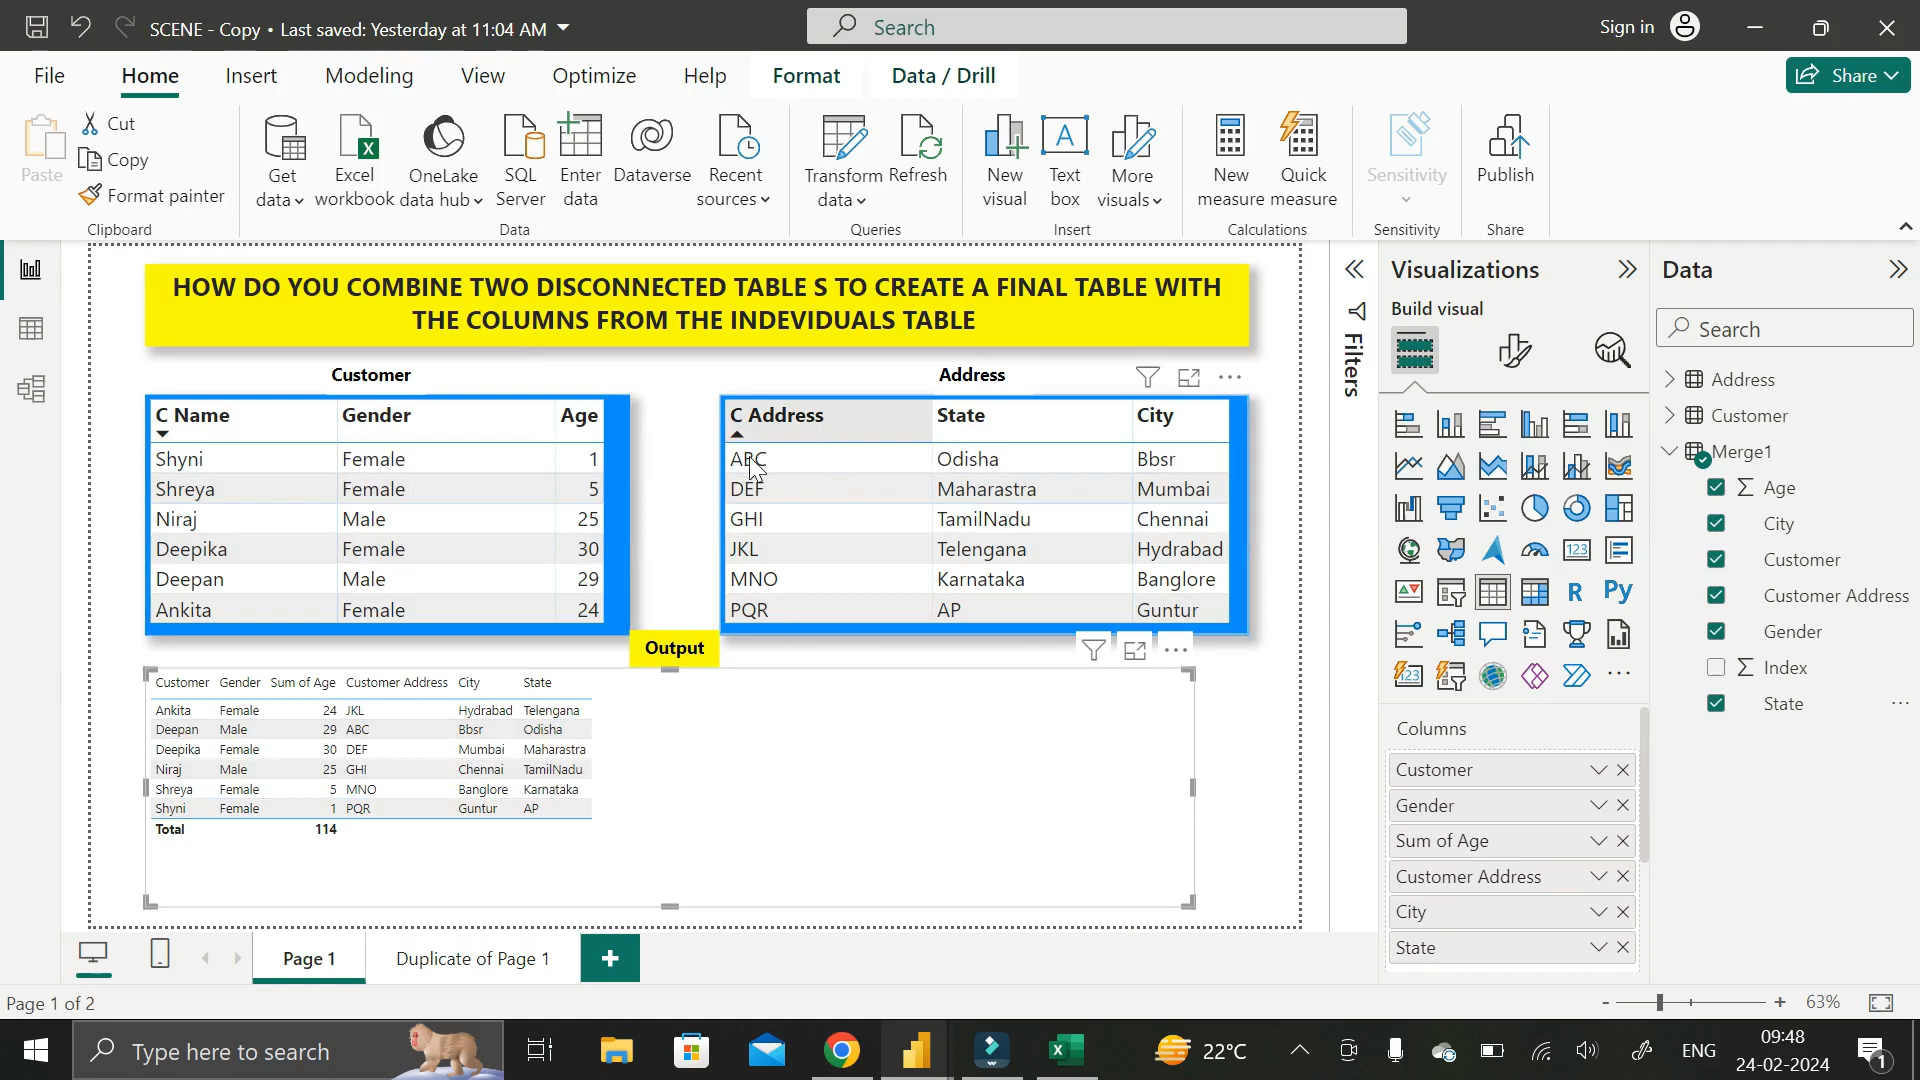 SCENE - Copy • Last saved: Yesterday at 11:04 AM
Search
Sign in
File Home Insert Modeling View Optimize Help Format Data / Drill
Share
Paste
Cut
Copy
Format painter
Clipboard
Get data
Excel workbook
OneLake data hub
SQL Server
Enter data
Dataverse
Recent sources
Data
Transform data
Refresh
Queries
New visual
A
Text box
More visuals
Insert
New measure
Quick measure
Calculations
Sensitivity
Sensitivity
Publish
Share
HOW DO YOU COMBINE TWO DISCONNECTED TABLE S TO CREATE A FINAL TABLE WITH
THE COLUMNS FROM THE INDEVIDUALS TABLE
Customer
C Name Gender Age
Shyni Female 1
Shreya Female 5
Niraj Male 25
Deepika Female 30
Deepan Male 29
Ankita Female 24
Address
C Address State City
ABC Odisha Bbsr
DEF Maharastra Mumbai
GHI TamilNadu Chennai
JKL Telengana Hydrabad
MNO Karnataka Banglore
PQR AP Guntur
Output
Customer Gender Sum of Age Customer Address City State
Ankita Female 24 JKL Hydrabad Telengana
Deepan Male 29 ABC Bbsr Odisha
Deepika Female 30 DEF Mumbai Maharastra
Niraj Male 25 GHI Chennai TamilNadu
Shreya Female 5 MNO Banglore Karnataka
Shyni Female 1 PQR Guntur AP
Total 114
Filters
Visualizations
Build visual
123
R
Py
123
Columns
Customer
Gender
Sum of Age
Customer Address
City
State
Data
Search
Address
Customer
Merge1
Age
City
Customer
Customer Address
Gender
Index
State
Page 1
Duplicate of Page 1
+
Page 1 of 2
- + 63%
Type here to search
22°C
ENG
09:48
24-02-2024
1